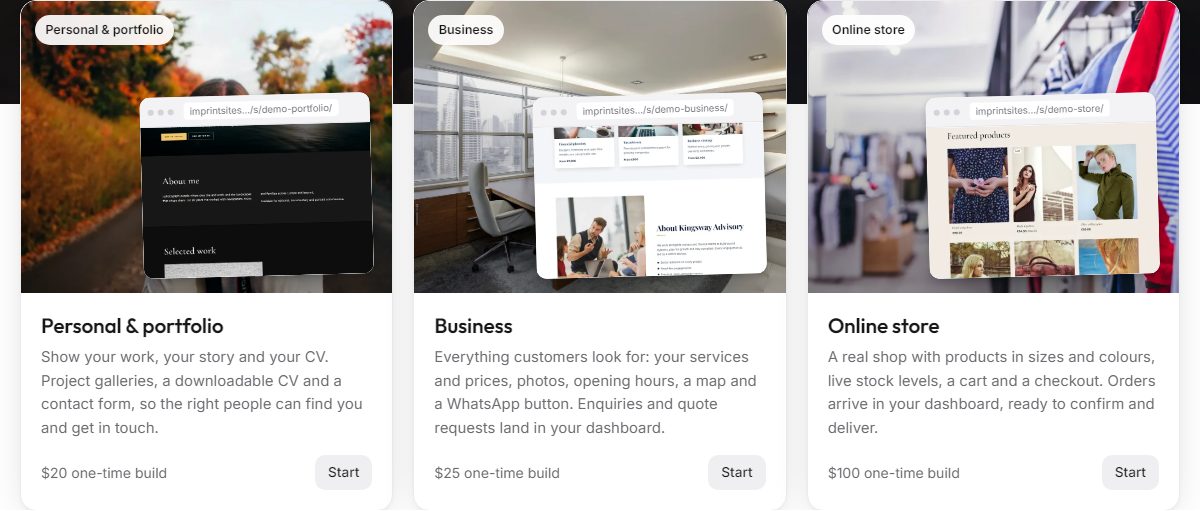 Personal & portfolio
imprintsites.../s/demo-portfolio/
About me
Selected work
Personal & portfolio
Show your work, your story and your CV.
Project galleries, a downloadable CV and a
contact form, so the right people can find you
and get in touch.
$20 one-time build
Start
Business
imprintsites.../s/demo-business/
About Kingsway Advisory
Business
Everything customers look for: your services
and prices, photos, opening hours, a map and
a WhatsApp button. Enquiries and quote
requests land in your dashboard.
$25 one-time build
Start
Online store
imprintsites.../s/demo-store/
Featured products
Online store
A real shop with products in sizes and colours,
live stock levels, a cart and a checkout. Orders
arrive in your dashboard, ready to confirm and
deliver.
$100 one-time build
Start